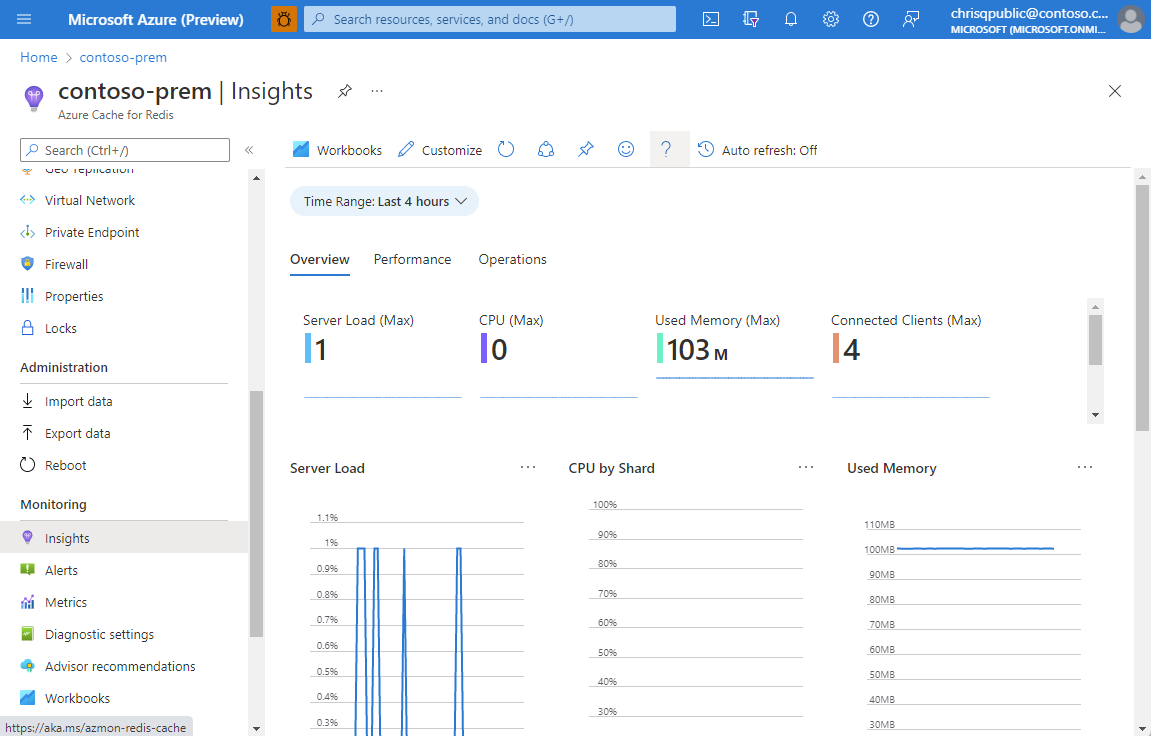 Microsoft Azure (Preview)
Search resources, services, and docs (G+/)
chrisqpublic@contoso.c...
MICROSOFT (MICROSOFT.ONMI...
Home > contoso-prem
contoso-prem | Insights
Azure Cache for Redis
Search (Ctrl+/)
Geo replication
Virtual Network
Private Endpoint
Firewall
Properties
Locks
Administration
Import data
Export data
Reboot
Monitoring
Insights
Alerts
Metrics
Diagnostic settings
Advisor recommendations
Workbooks
https://aka.ms/azmon-redis-cache
Workbooks
Customize
Auto refresh: Off
Time Range: Last 4 hours
Overview
Performance
Operations
Server Load (Max)
1
CPU (Max)
0
Used Memory (Max)
103 M
Connected Clients (Max)
4
Server Load
1.1%
1%
0.9%
0.8%
0.7%
0.6%
0.5%
0.4%
0.3%
CPU by Shard
100%
90%
80%
70%
60%
50%
40%
30%
Used Memory
110MB
100MB
90MB
80MB
70MB
60MB
50MB
40MB
30MB